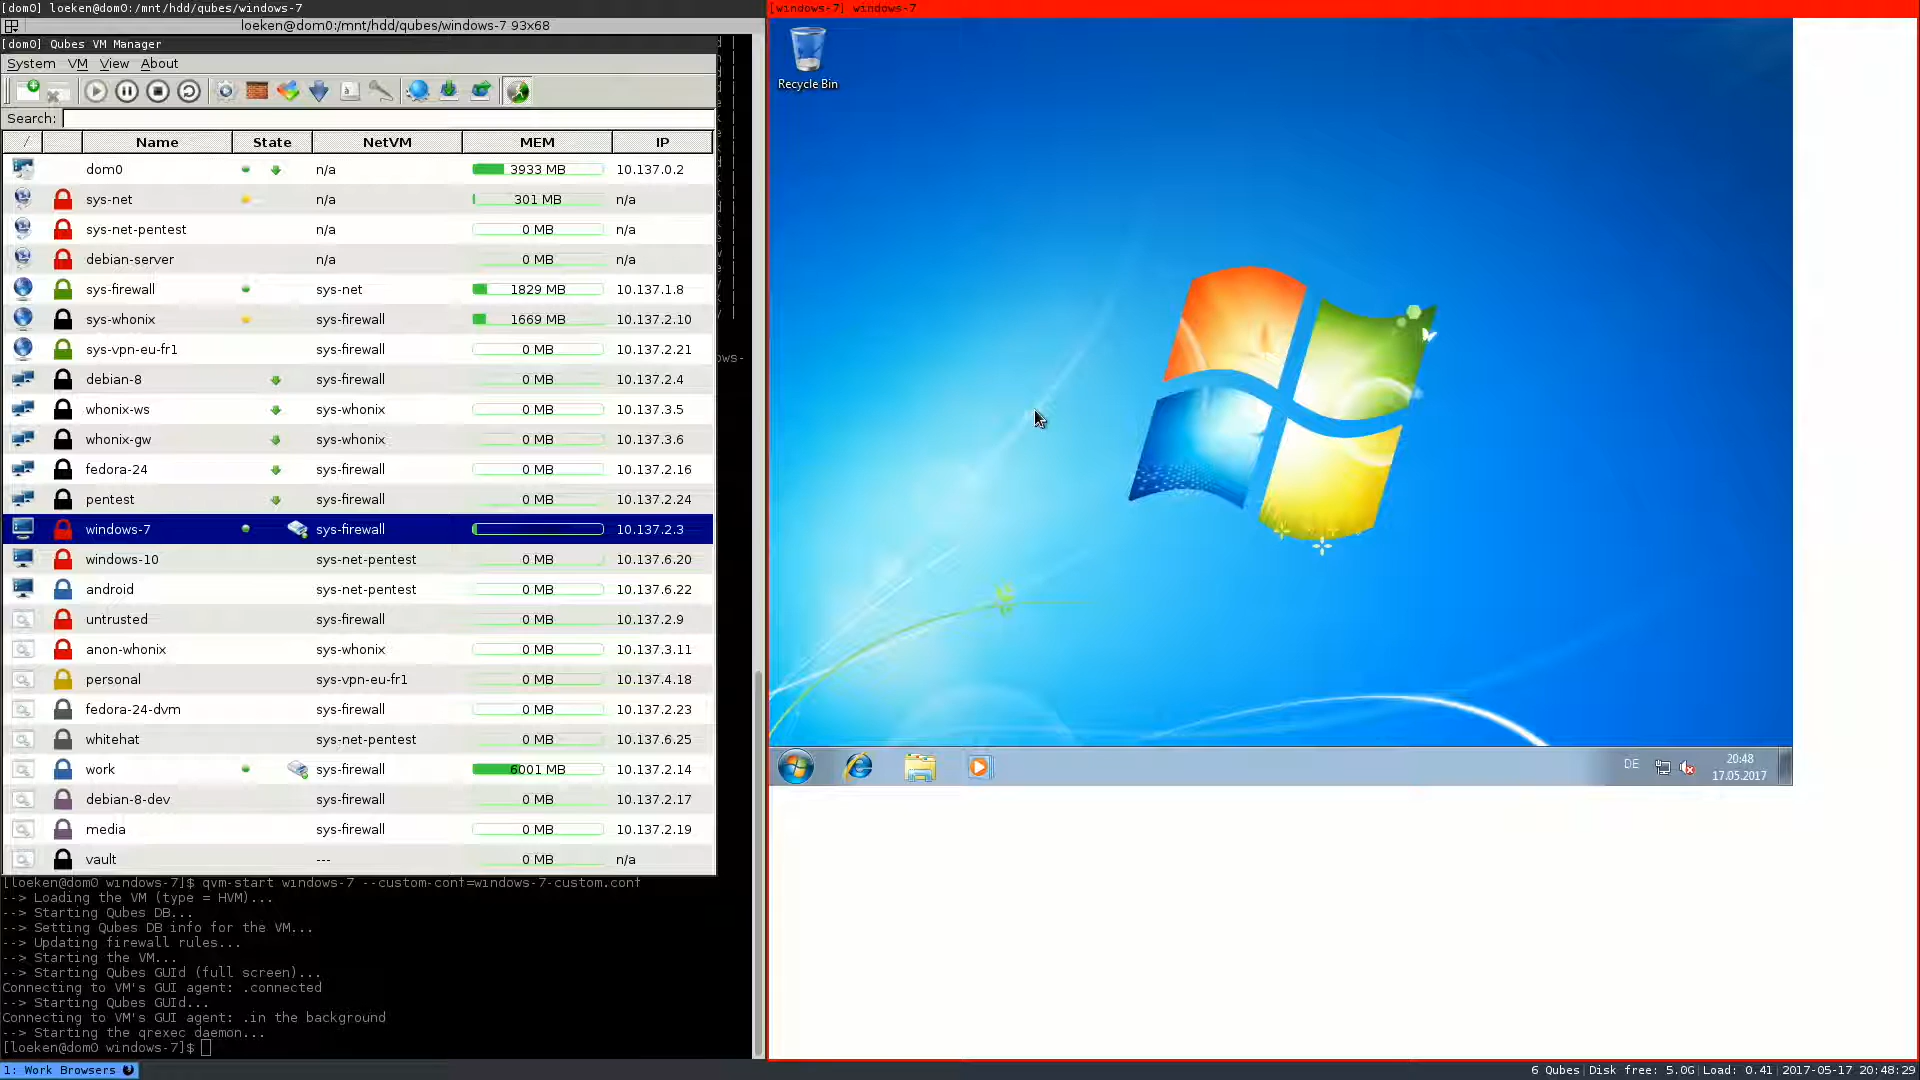 [dom0] loeken@dom0:/mnt/hdd/qubes/windows-7
loeken@dom0:/mnt/hdd/qubes/windows-7 93x68
[dom0] Qubes VM Manager
System VM View About
Search:
/ Name State NetVM MEM IP
dom0 n/a 3933 MB 10.137.0.2
sys-net n/a 301 MB n/a
sys-net-pentest n/a 0 MB n/a
debian-server n/a 0 MB n/a
sys-firewall sys-net 1829 MB 10.137.1.8
sys-whonix sys-firewall 1669 MB 10.137.2.10
sys-vpn-eu-fr1 sys-firewall 0 MB 10.137.2.21
debian-8 sys-firewall 0 MB 10.137.2.4
whonix-ws sys-whonix 0 MB 10.137.3.5
whonix-gw sys-whonix 0 MB 10.137.3.6
fedora-24 sys-firewall 0 MB 10.137.2.16
pentest sys-firewall 0 MB 10.137.2.24
windows-7 sys-firewall 10.137.2.3
windows-10 sys-net-pentest 0 MB 10.137.6.20
android sys-net-pentest 0 MB 10.137.6.22
untrusted sys-firewall 0 MB 10.137.2.9
anon-whonix sys-whonix 0 MB 10.137.3.11
personal sys-vpn-eu-fr1 0 MB 10.137.4.18
fedora-24-dvm sys-firewall 0 MB 10.137.2.23
whitehat sys-net-pentest 0 MB 10.137.6.25
work sys-firewall 6001 MB 10.137.2.14
debian-8-dev sys-firewall 0 MB 10.137.2.17
media sys-firewall 0 MB 10.137.2.19
vault --- 0 MB n/a
[loeken@dom0 windows-7]$ qvm-start windows-7 --custom-conf=windows-7-custom.conf
--> Loading the VM (type = HVM)...
--> Starting Qubes DB...
--> Setting Qubes DB info for the VM...
--> Updating firewall rules...
--> Starting the VM...
--> Starting Qubes GUId (full screen)...
Connecting to VM's GUI agent: .connected
--> Starting Qubes GUId...
Connecting to VM's GUI agent: .in the background
--> Starting the qrexec daemon...
[loeken@dom0 windows-7]$
[windows-7] windows-7
Recycle Bin
DE
20:48
17.05.2017
1: Work Browsers
6 Qubes Disk free: 5.0G Load: 0.41 2017-05-17 20:48:29